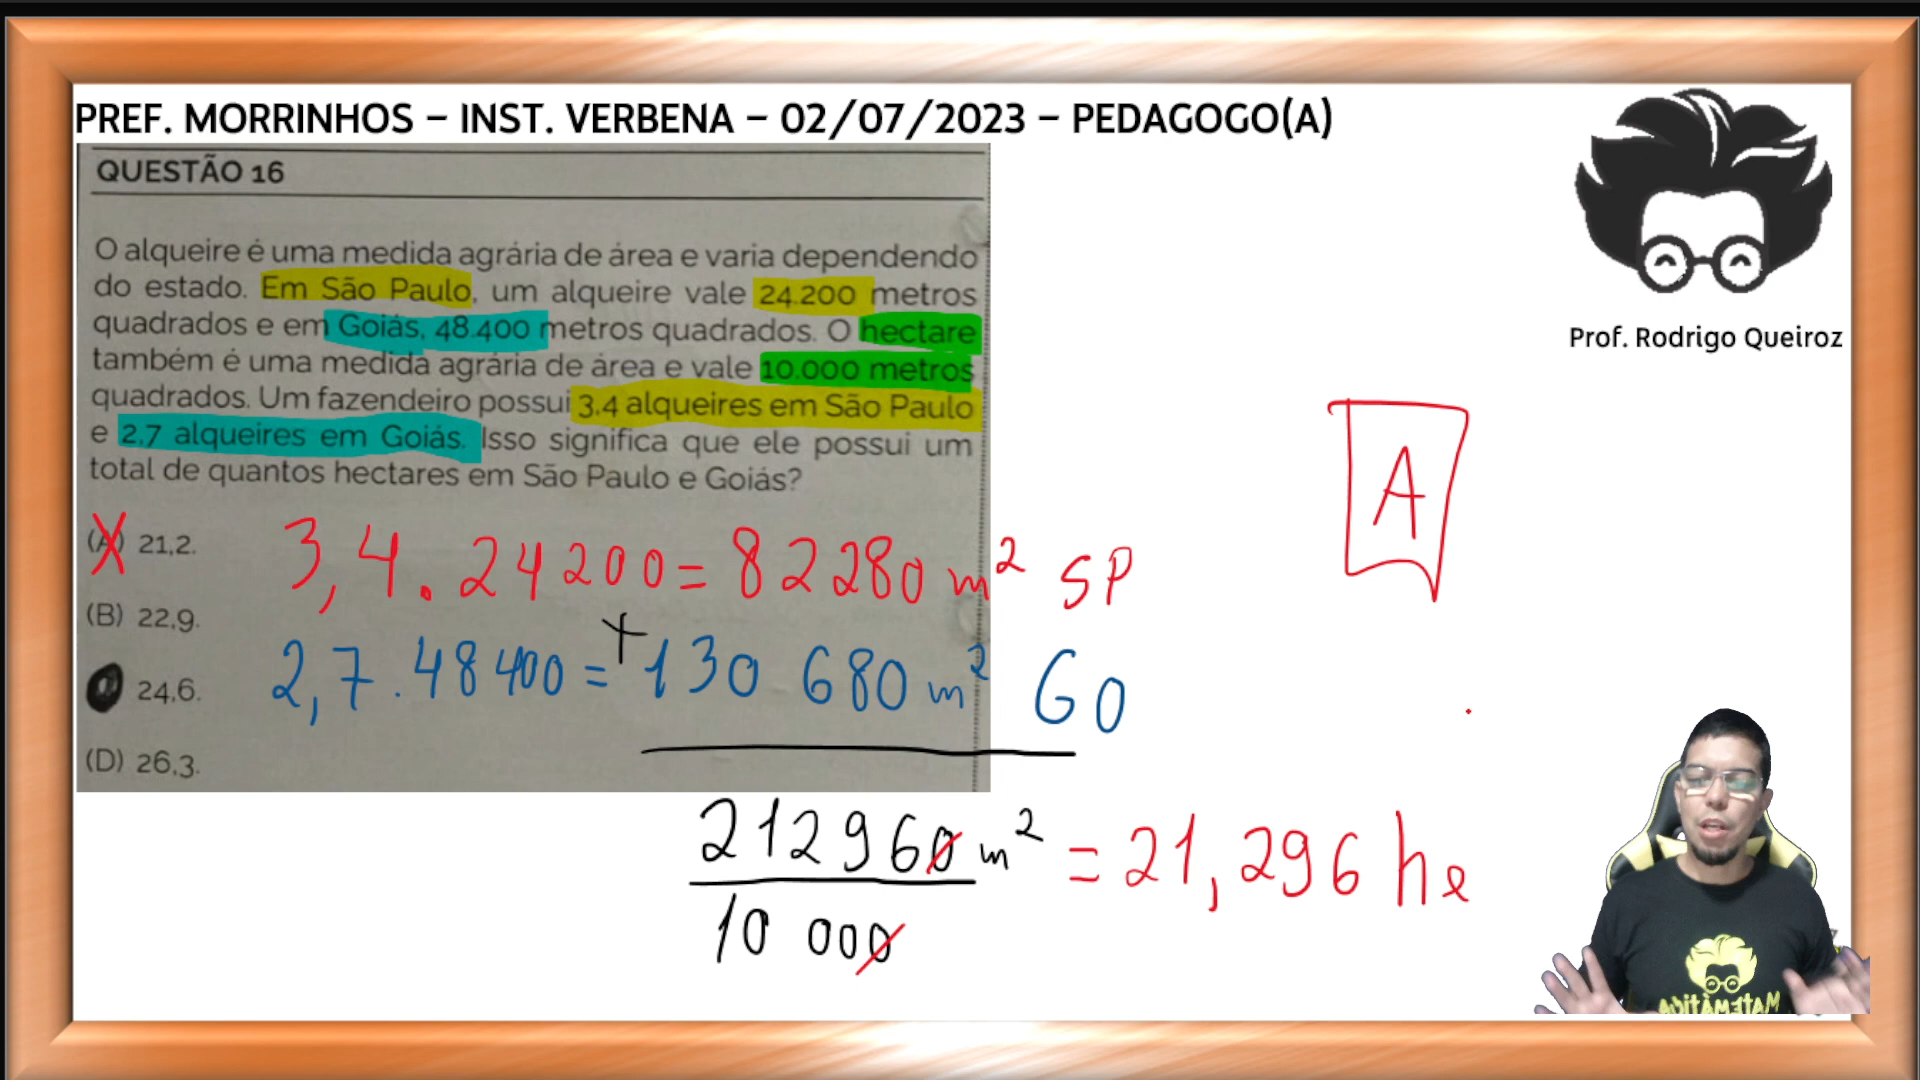 PREF. MORRINHOS – INST. VERBENA – 02/07/2023 – PEDAGOGO(A)
QUESTÃO 16
O alqueire é uma medida agrária de área e varia dependendo
do estado. Em São Paulo, um alqueire vale 24.200 metros
quadrados e em Goiás, 48.400 metros quadrados. O hectare
também é uma medida agrária de área e vale 10.000 metros
quadrados. Um fazendeiro possui 3,4 alqueires em São Paulo
e 2,7 alqueires em Goiás. Isso significa que ele possui um
total de quantos hectares em São Paulo e Goiás?
(A) 21,2.
(B) 22,9.
24,6.
(D) 26,3.
3,4 . 24200 = 82280 m² SP
2,7 . 48400 = + 130 680 m² GO
212960 m² = 21,296 he
10 000
A
Prof. Rodrigo Queiroz
MATEMÁTICA